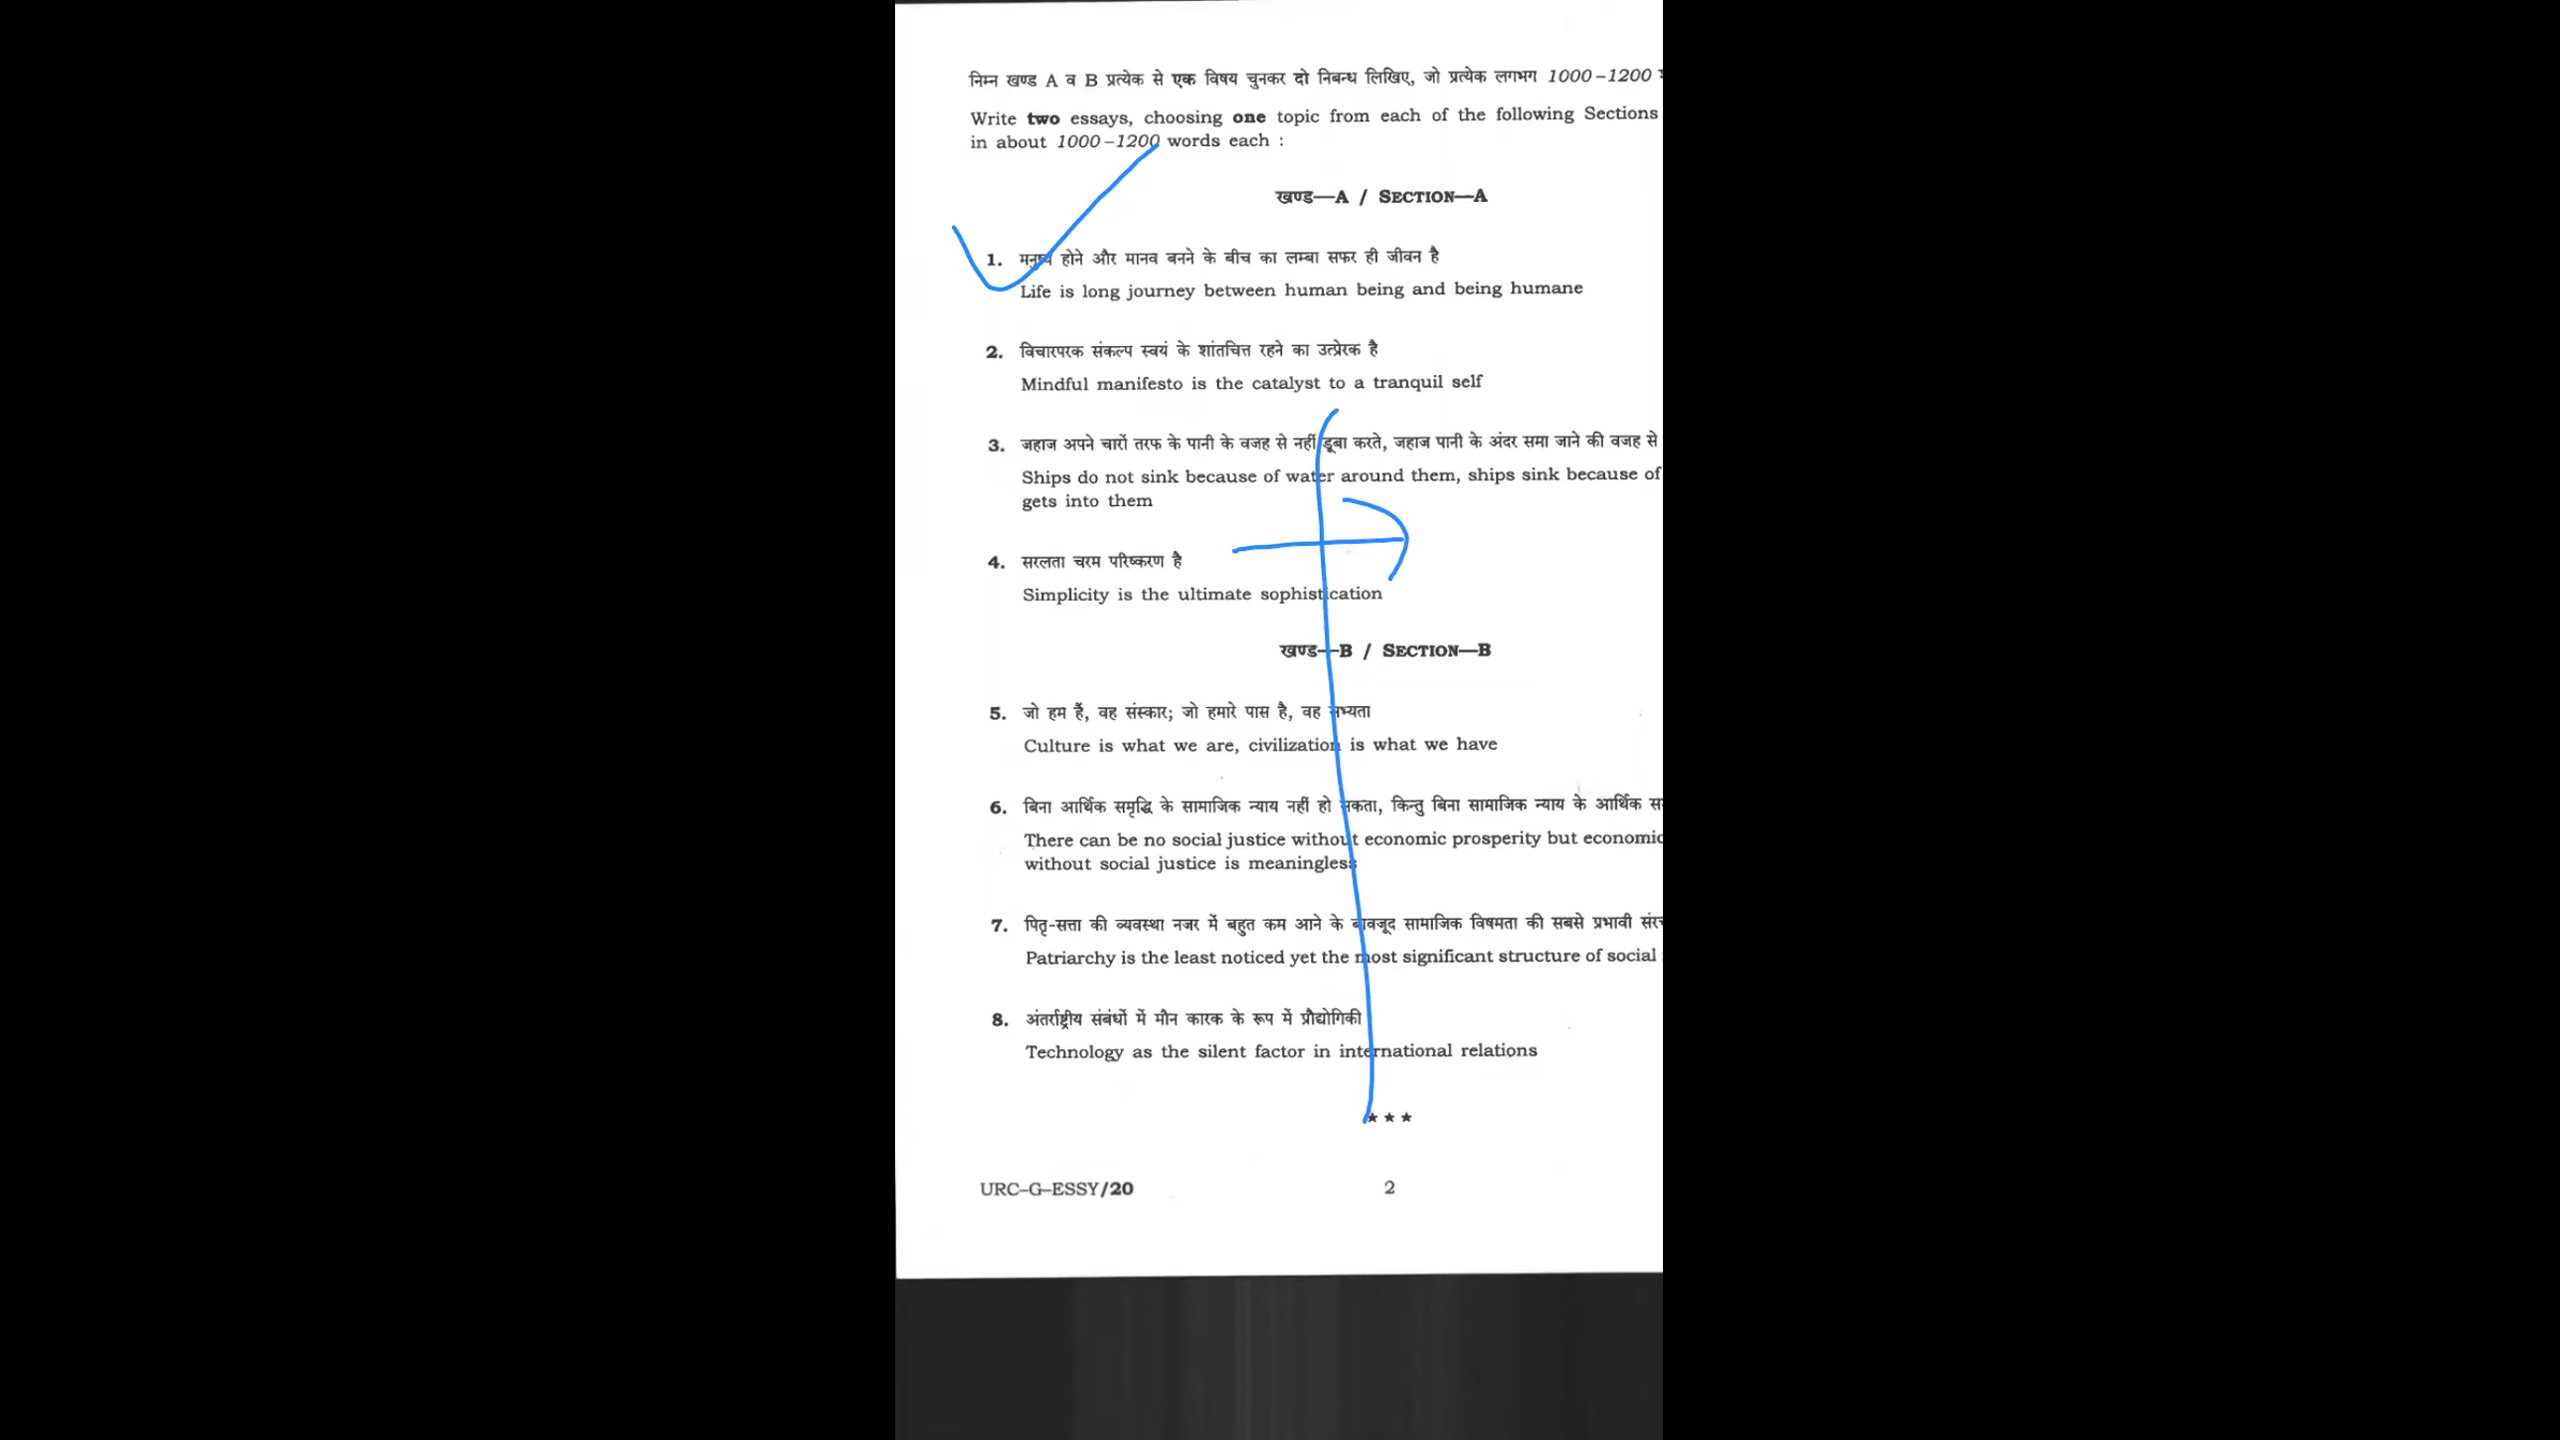 निम्न खण्ड A व B प्रत्येक से एक विषय चुनकर दो निबन्ध लिखिए, जो प्रत्येक लगभग 1000–1200
Write two essays, choosing one topic from each of the following Sections
in about 1000–1200 words each :
खण्ड—A / SECTION—A
1. मनुष्य होने और मानव बनने के बीच का लम्बा सफर ही जीवन है
Life is long journey between human being and being humane
2. विचारपरक संकल्प स्वयं के शांतचित्त रहने का उत्प्रेरक है
Mindful manifesto is the catalyst to a tranquil self
3. जहाज अपने चारों तरफ के पानी के वजह से नहीं डूबा करते, जहाज पानी के अंदर समा जाने की वजह से
Ships do not sink because of water around them, ships sink because of
gets into them
4. सरलता चरम परिष्करण है
Simplicity is the ultimate sophistication
खण्ड—B / SECTION—B
5. जो हम हैं, वह संस्कार; जो हमारे पास है, वह सभ्यता
Culture is what we are, civilization is what we have
6. बिना आर्थिक समृद्धि के सामाजिक न्याय नहीं हो सकता, किन्तु बिना सामाजिक न्याय के आर्थिक
There can be no social justice without economic prosperity but economic
without social justice is meaningless
7. पितृ-सत्ता की व्यवस्था नजर में बहुत कम आने के बावजूद सामाजिक विषमता की सबसे प्रभावी
Patriarchy is the least noticed yet the most significant structure of social
8. अंतर्राष्ट्रीय संबंधों में मौन कारक के रूप में प्रौद्योगिकी
Technology as the silent factor in international relations
★ ★ ★
URC–G–ESSY/20 2